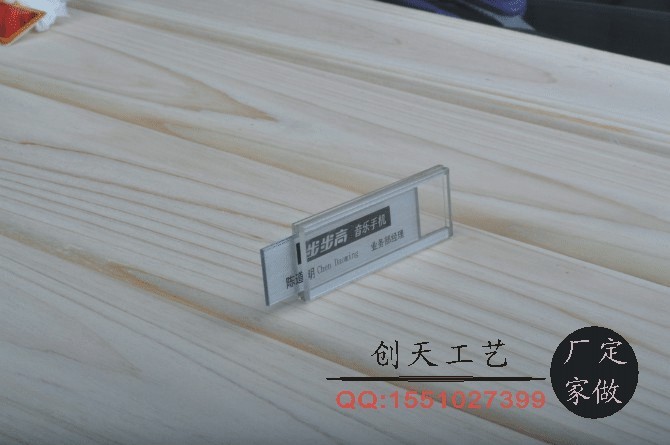 步步高 音乐手机
业务部经理
陈道明 Chen Daoming
创天工艺
QQ:1551027399
厂定
家做